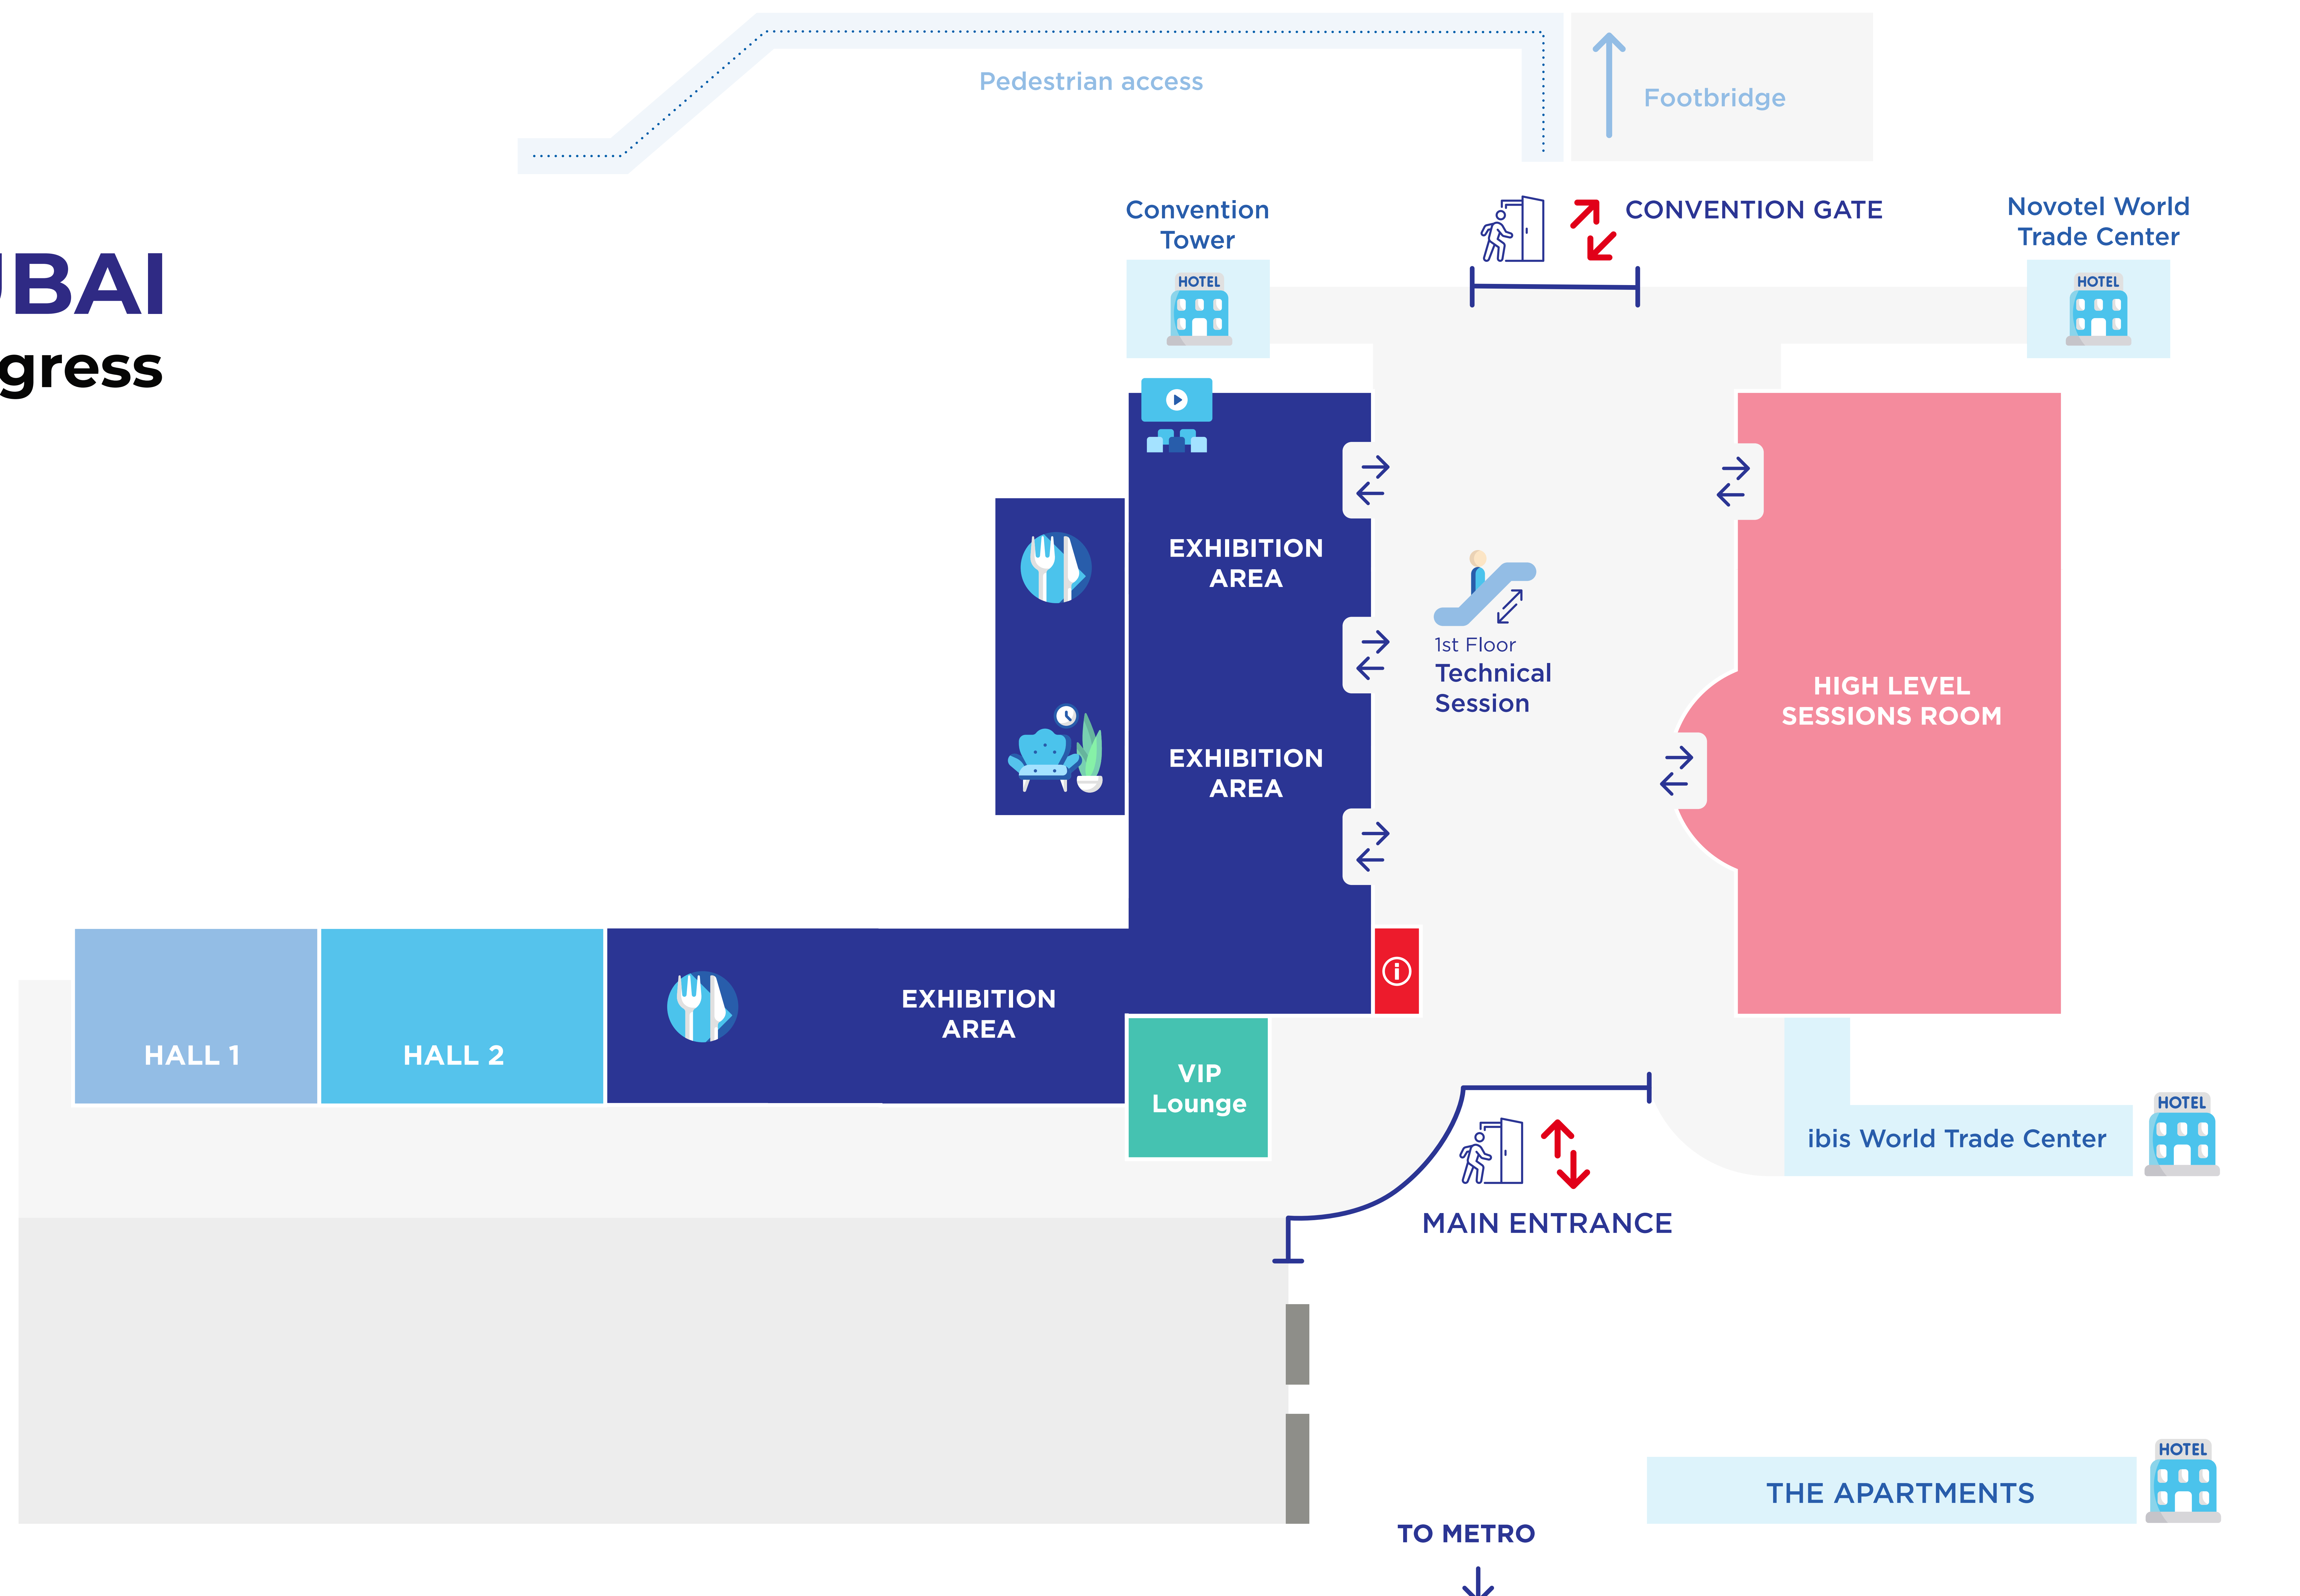 Pedestrian access
Footbridge
Convention
Tower
CONVENTION GATE
Novotel World
Trade Center
HOTEL
HOTEL
UBAI
gress
EXHIBITION
AREA
1st Floor
Technical
Session
HIGH LEVEL
SESSIONS ROOM
EXHIBITION
AREA
i
EXHIBITION
AREA
HALL 1
HALL 2
VIP
Lounge
HOTEL
ibis World Trade Center
MAIN ENTRANCE
HOTEL
THE APARTMENTS
TO METRO